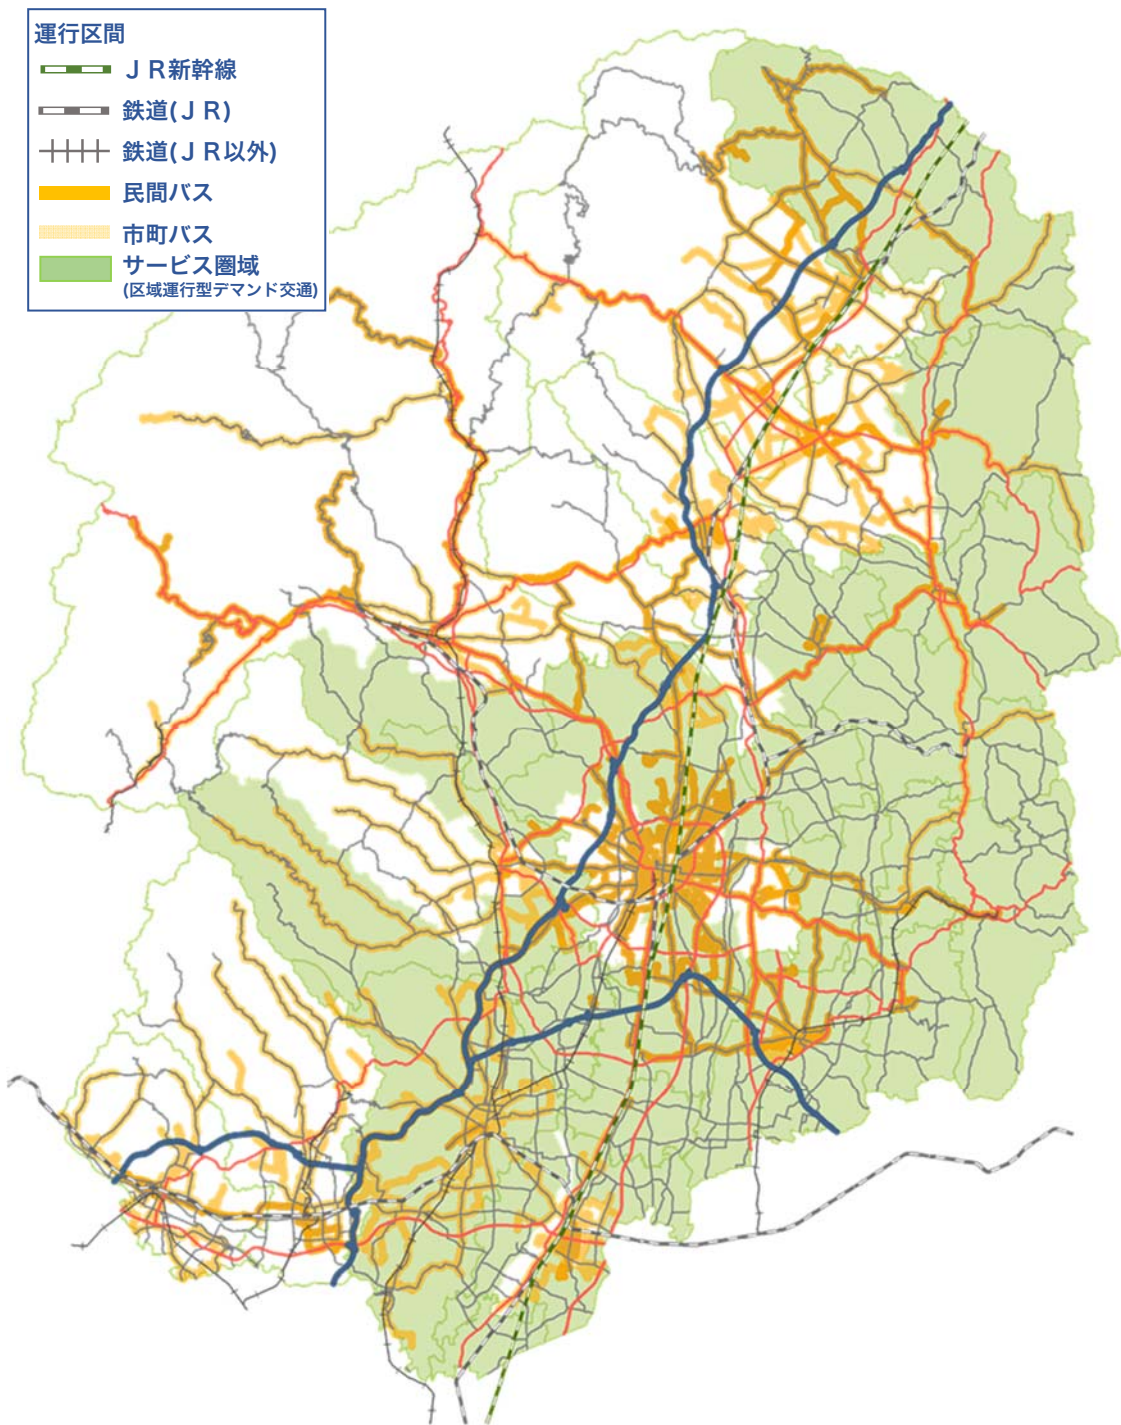 運行区間
ＪＲ新幹線
鉄道(ＪＲ)
鉄道(ＪＲ以外)
民間バス
市町バス
サービス圏域
(区域運行型デマンド交通)